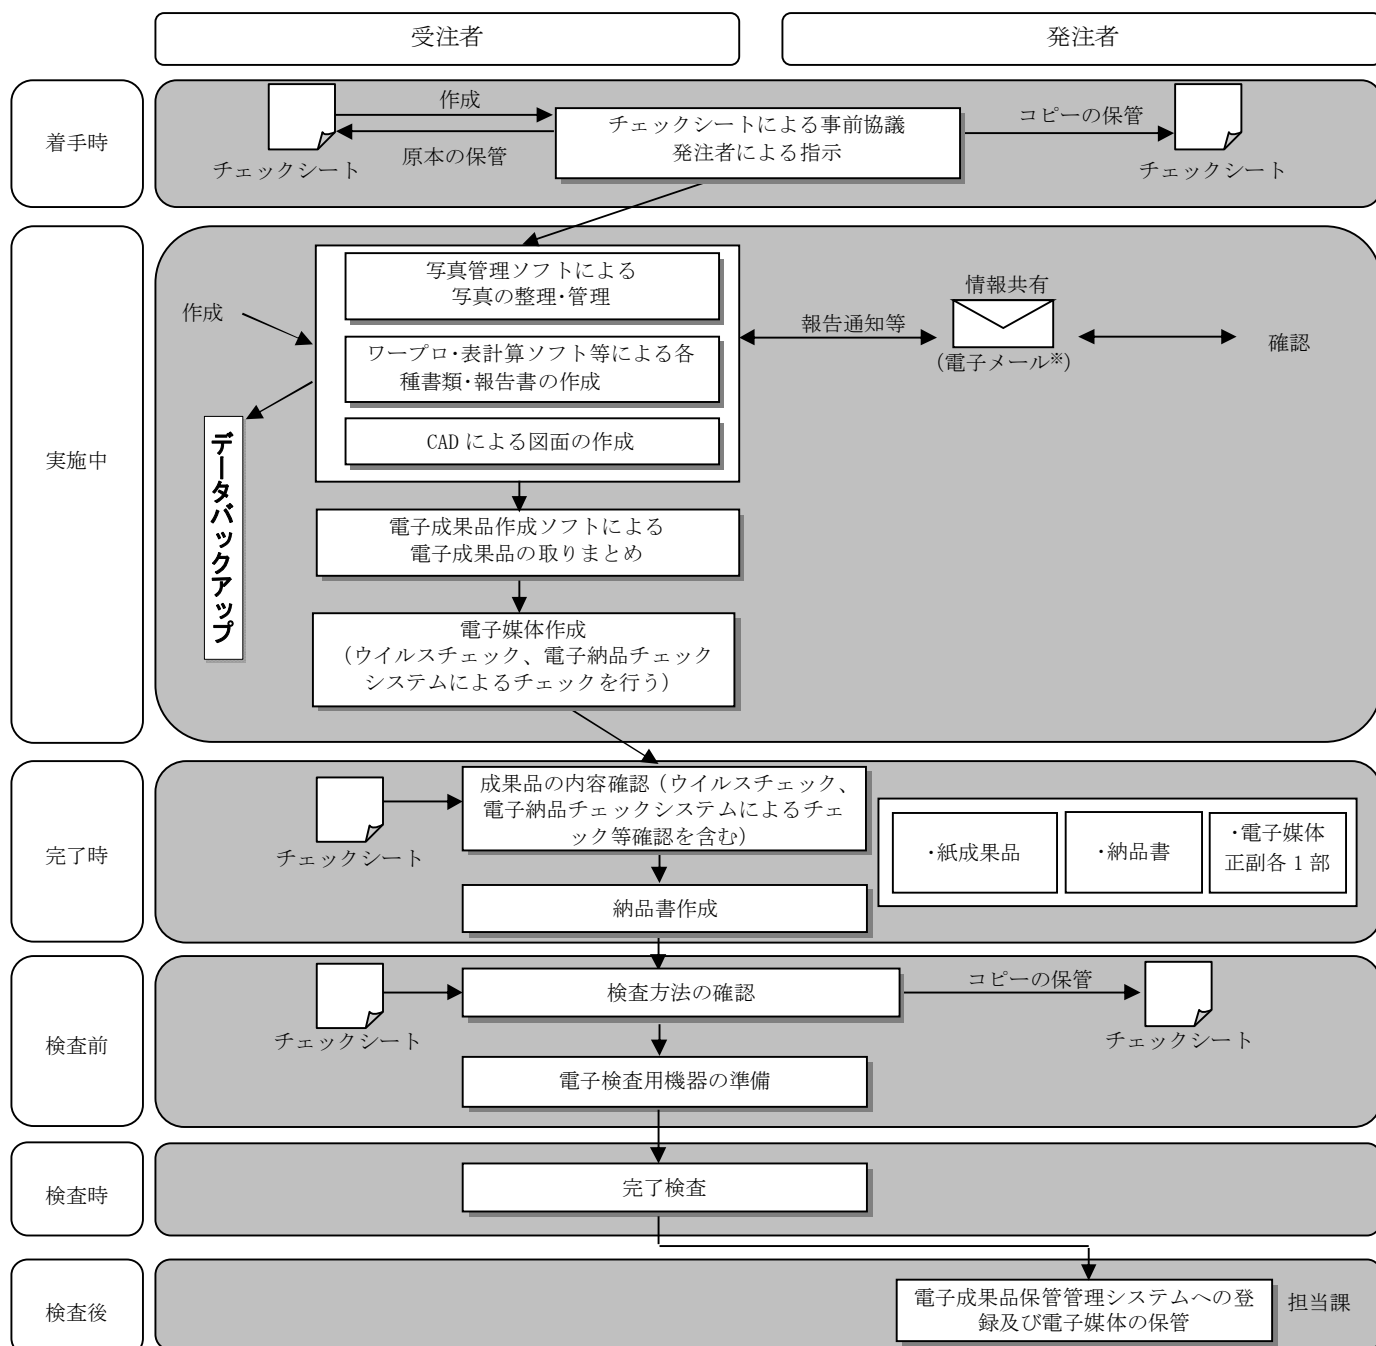 受注者
発注者
着手時
作成
原本の保管
チェックシート
チェックシートによる事前協議
発注者による指示
コピーの保管
チェックシート
実施中
作成
データバックアップ
写真管理ソフトによる
写真の整理・管理
ワープロ・表計算ソフト等による各
種書類・報告書の作成
CAD による図面の作成
報告通知等
情報共有
（電子メール※）
確認
電子成果品作成ソフトによる
電子成果品の取りまとめ
電子媒体作成
（ウイルスチェック、電子納品チェック
システムによるチェックを行う）
完了時
チェックシート
成果品の内容確認（ウイルスチェック、
電子納品チェックシステムによるチェ
ック等確認を含む）
納品書作成
・紙成果品
・納品書
・電子媒体
正副各 1 部
検査前
チェックシート
検査方法の確認
コピーの保管
チェックシート
電子検査用機器の準備
検査時
完了検査
検査後
電子成果品保管管理システムへの登
録及び電子媒体の保管
担当課